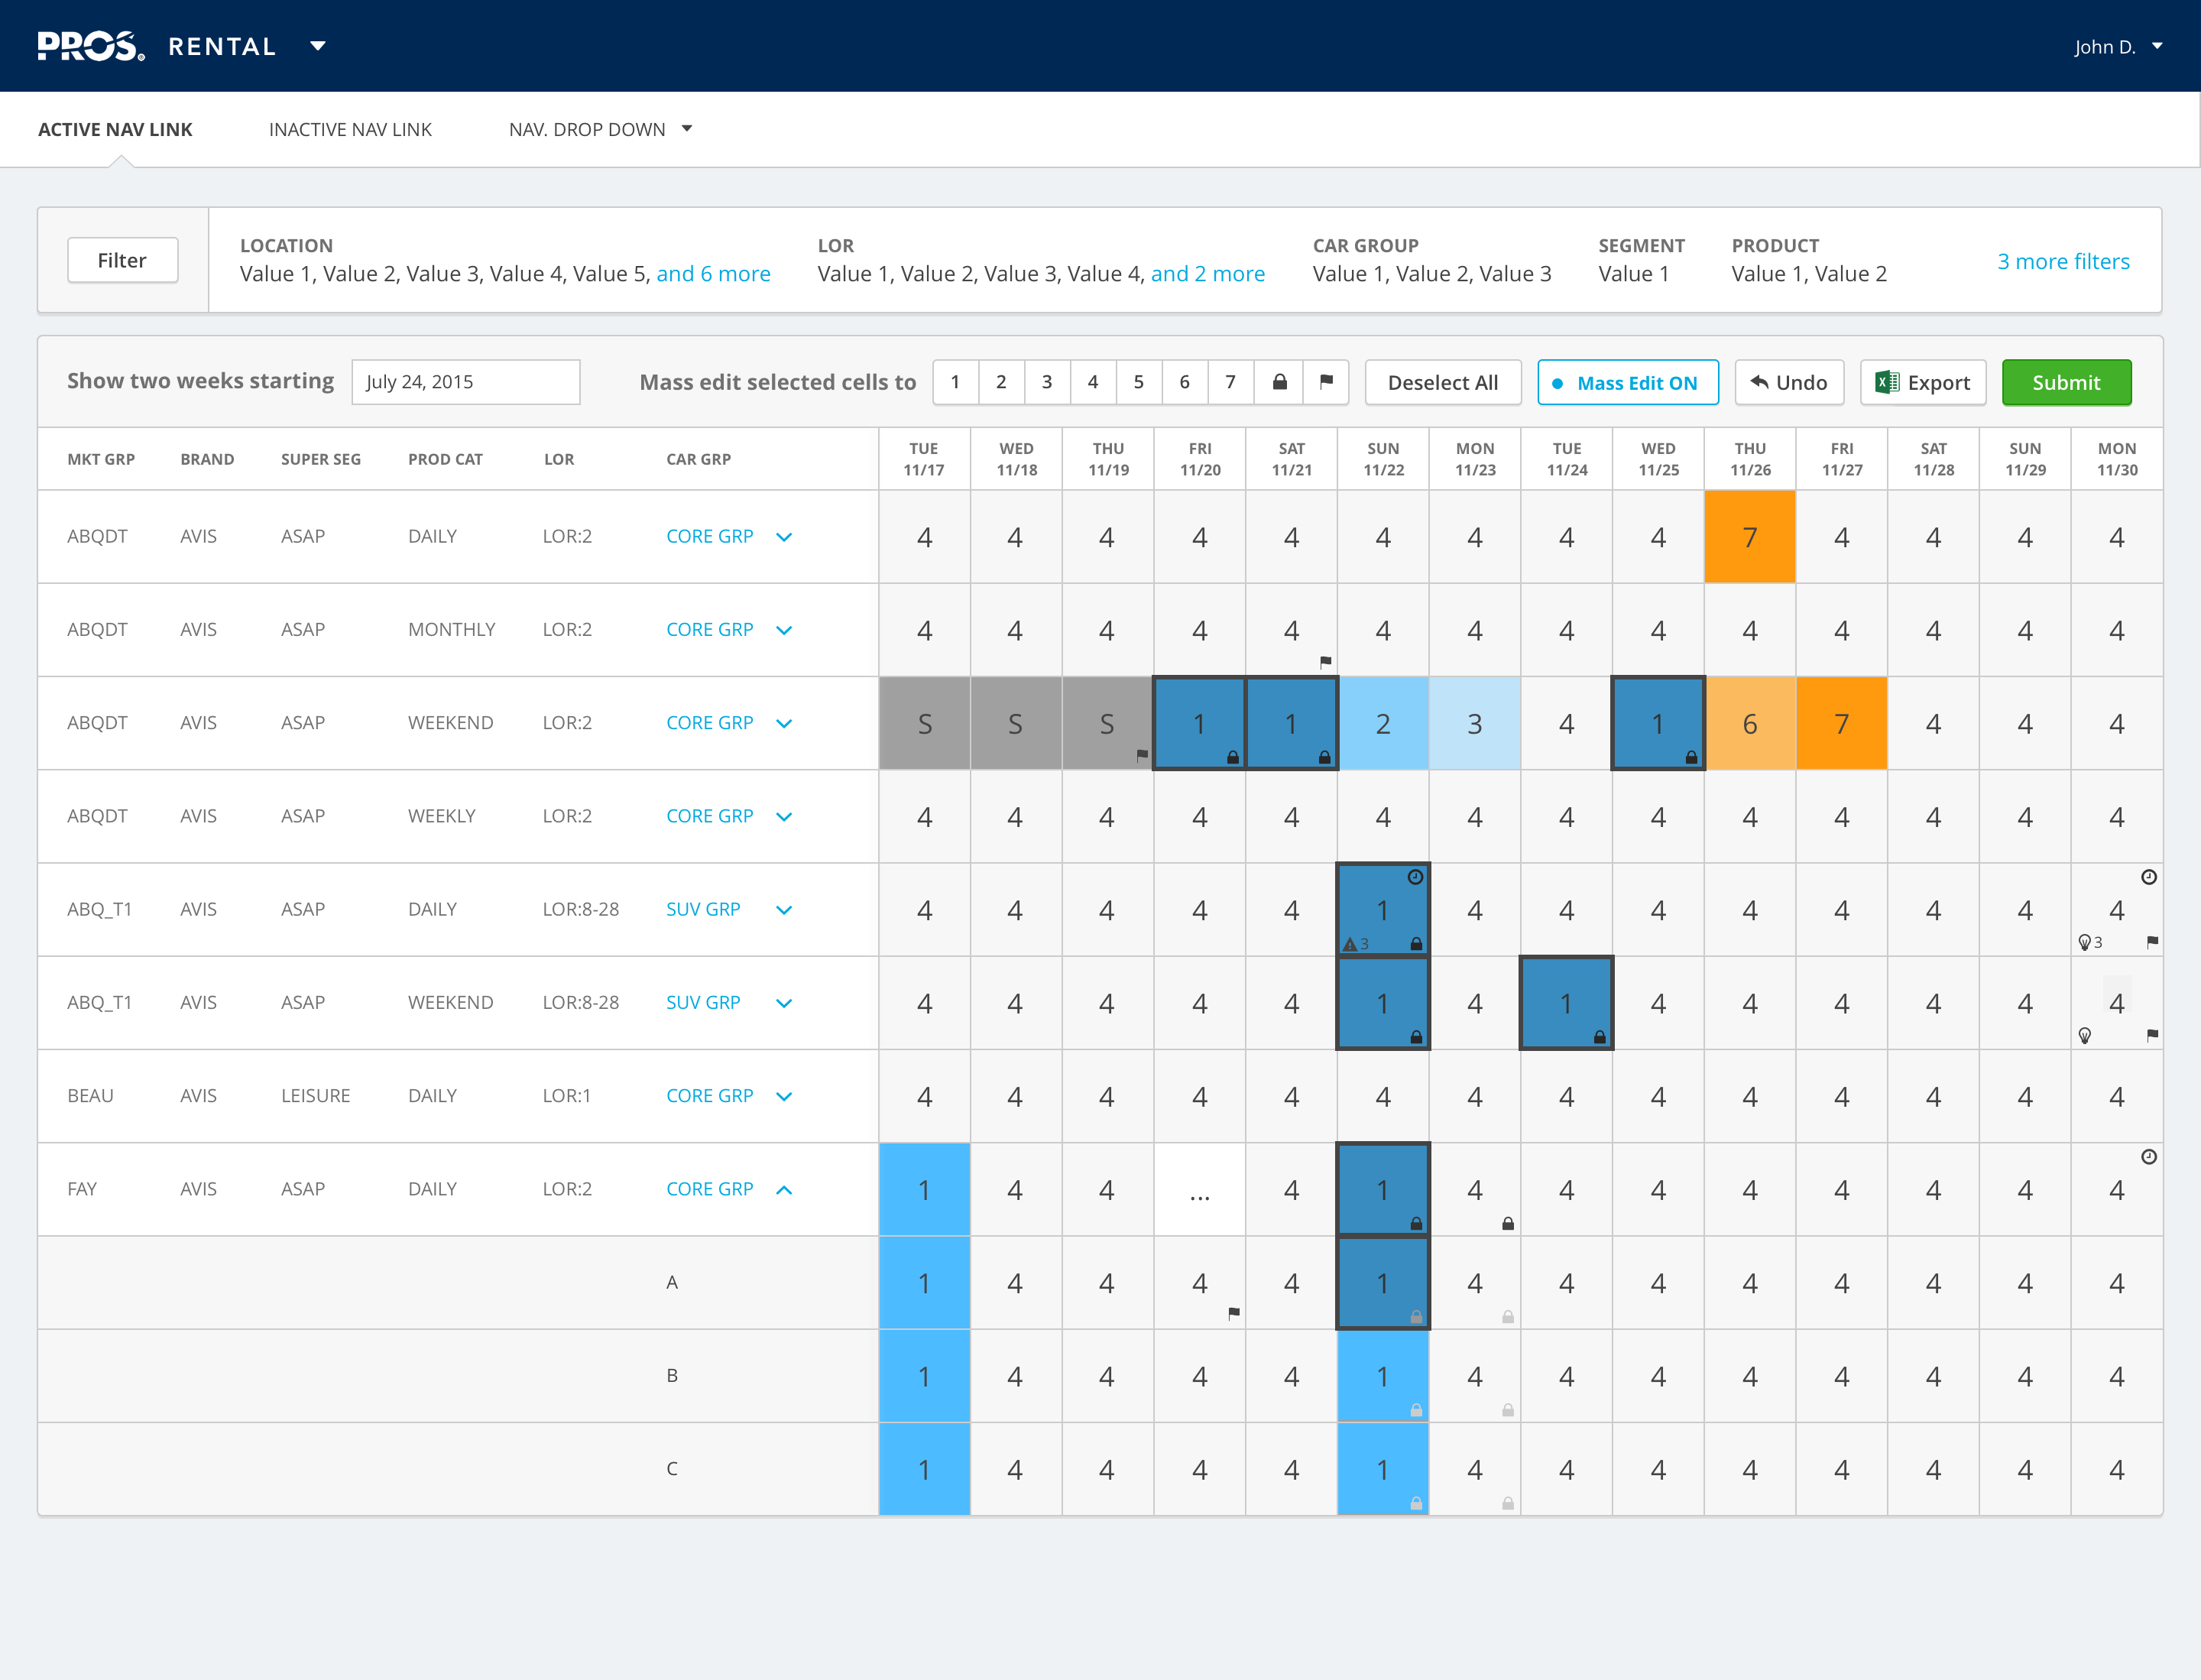 PROS® RENTAL
John D.
ACTIVE NAV LINK INACTIVE NAV LINK NAV. DROP DOWN
Filter
LOCATION LOR CAR GROUP SEGMENT PRODUCT
Value 1, Value 2, Value 3, Value 4, Value 5, and 6 more Value 1, Value 2, Value 3, Value 4, and 2 more Value 1, Value 2, Value 3 Value 1 Value 1, Value 2
3 more filters
Show two weeks starting July 24, 2015 Mass edit selected cells to 1 2 3 4 5 6 7 Deselect All Mass Edit ON Undo Export Submit
MKT GRP BRAND SUPER SEG PROD CAT LOR CAR GRP
TUE WED THU FRI SAT SUN MON TUE WED THU FRI SAT SUN MON
11/17 11/18 11/19 11/20 11/21 11/22 11/23 11/24 11/25 11/26 11/27 11/28 11/29 11/30
ABQDT AVIS ASAP DAILY LOR:2 CORE GRP 4 4 4 4 4 4 4 4 4 7 4 4 4 4
ABQDT AVIS ASAP MONTHLY LOR:2 CORE GRP 4 4 4 4 4 4 4 4 4 4 4 4 4 4
ABQDT AVIS ASAP WEEKEND LOR:2 CORE GRP S S S 1 1 2 3 4 1 6 7 4 4 4
ABQDT AVIS ASAP WEEKLY LOR:2 CORE GRP 4 4 4 4 4 4 4 4 4 4 4 4 4 4
ABQ_T1 AVIS ASAP DAILY LOR:8-28 SUV GRP 4 4 4 4 4 1 4 4 4 4 4 4 4 4
3 3
ABQ_T1 AVIS ASAP WEEKEND LOR:8-28 SUV GRP 4 4 4 4 4 1 4 1 4 4 4 4 4 4
BEAU AVIS LEISURE DAILY LOR:1 CORE GRP 4 4 4 4 4 4 4 4 4 4 4 4 4 4
FAY AVIS ASAP DAILY LOR:2 CORE GRP 1 4 4 ... 4 1 4 4 4 4 4 4 4 4
A 1 4 4 4 4 1 4 4 4 4 4 4 4 4
B 1 4 4 4 4 1 4 4 4 4 4 4 4 4
C 1 4 4 4 4 1 4 4 4 4 4 4 4 4